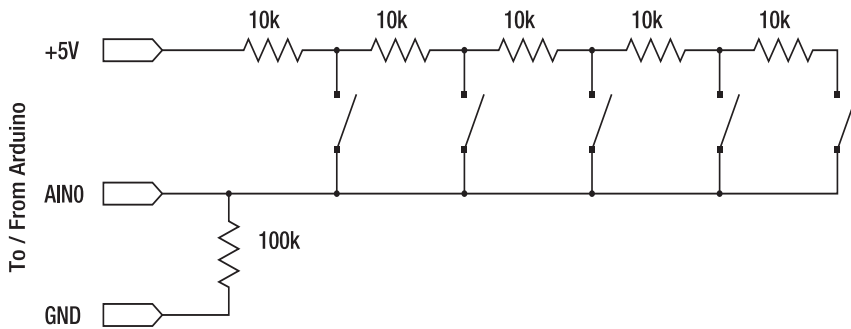 10k 10k 10k 10k 10k
+5V
To / From Arduino
AIN0
100k
GND